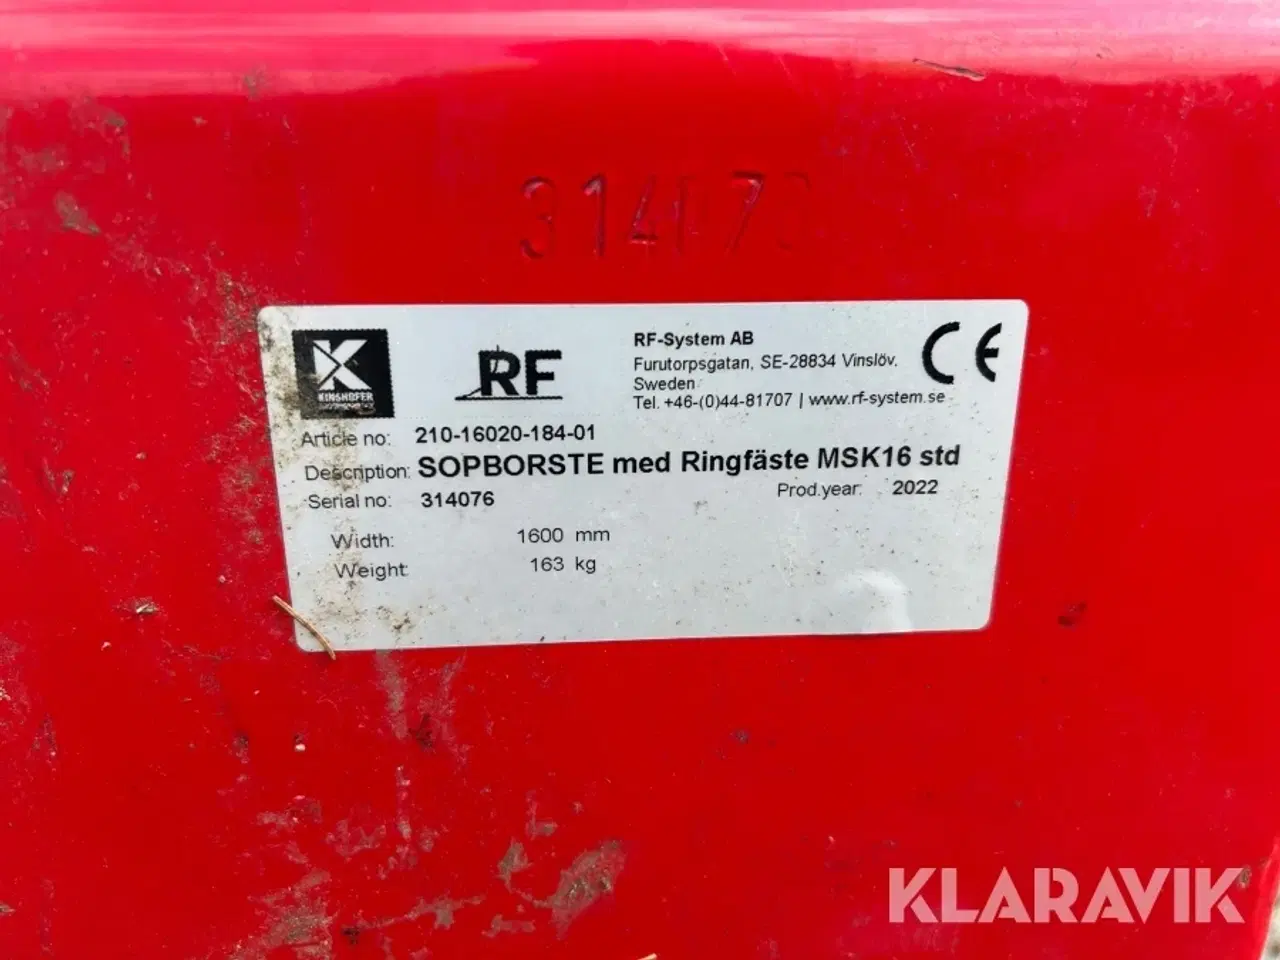 KINSHOFER
RF
RF-System AB
Furutorpsgatan, SE-28834 Vinslöv,
Sweden
Tel. +46-(0)44-81707 | www.rf-system.se
CE
Article no: 210-16020-184-01
Description: SOPBORSTE med Ringfäste MSK16 std
Serial no: 314076 Prod.year: 2022
Width: 1600 mm
Weight: 163 kg
KLARAVIK